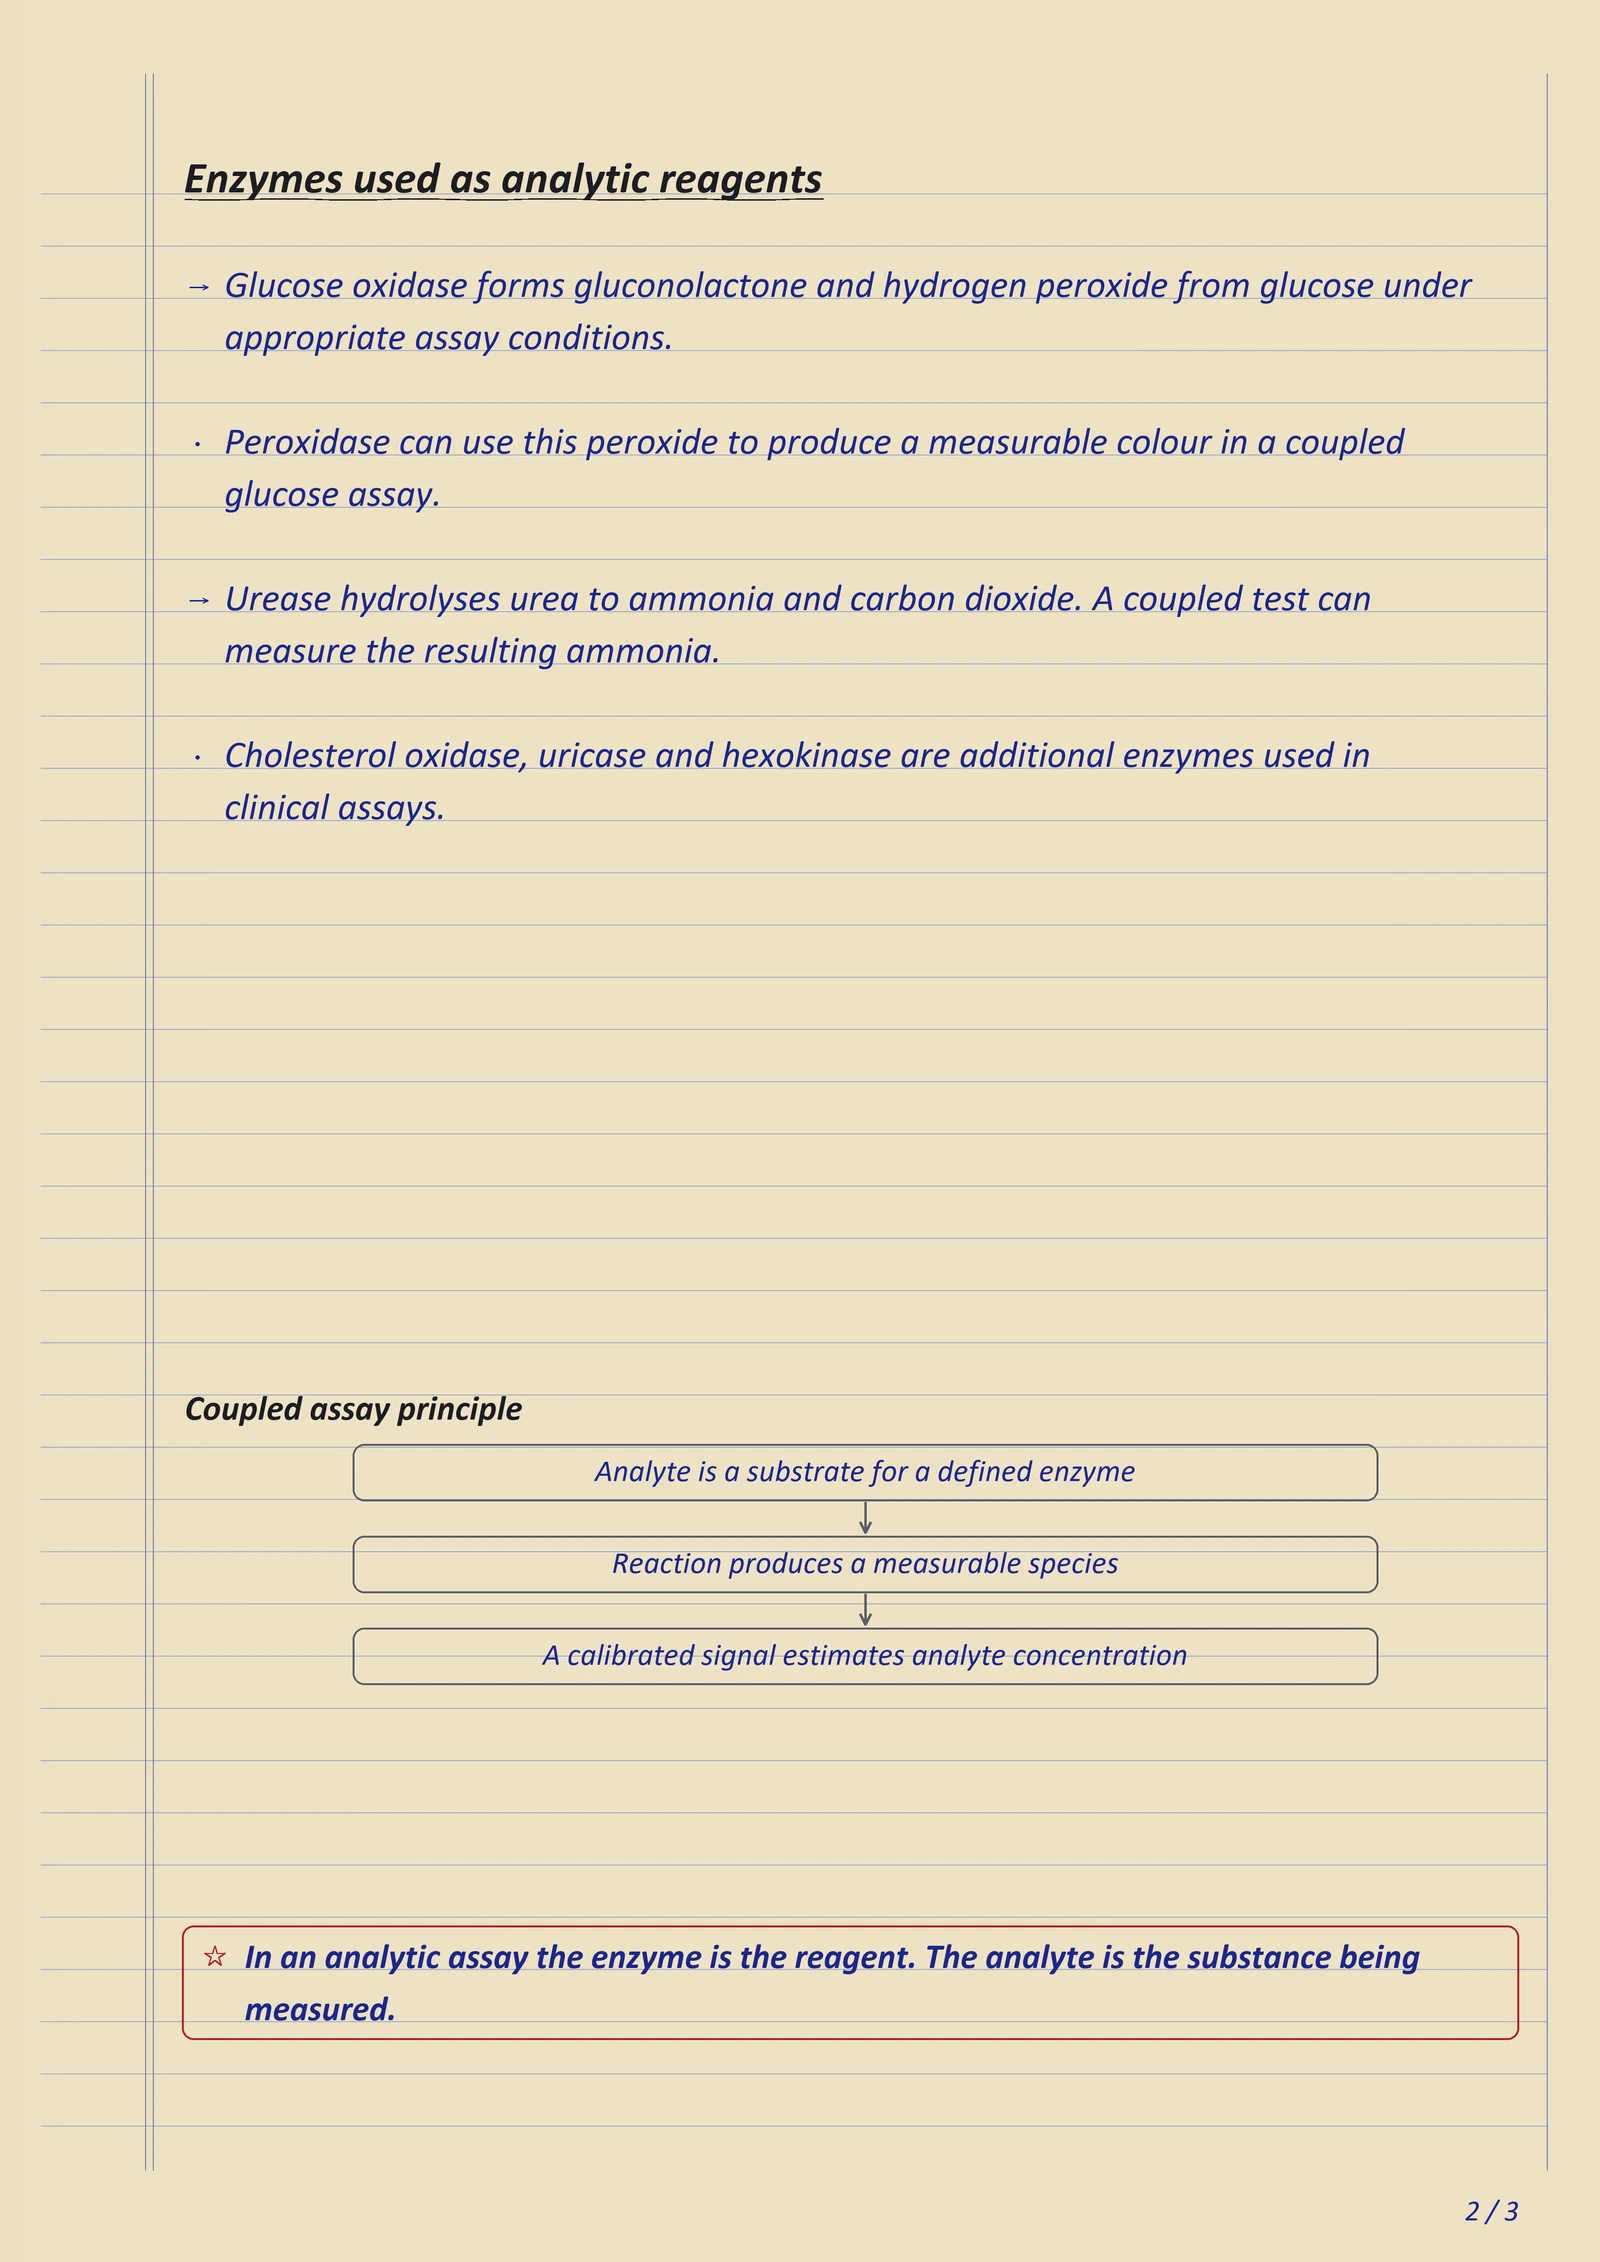 Enzymes used as analytic reagents
→ Glucose oxidase forms gluconolactone and hydrogen peroxide from glucose under
appropriate assay conditions.
· Peroxidase can use this peroxide to produce a measurable colour in a coupled
glucose assay.
→ Urease hydrolyses urea to ammonia and carbon dioxide. A coupled test can
measure the resulting ammonia.
· Cholesterol oxidase, uricase and hexokinase are additional enzymes used in
clinical assays.
Coupled assay principle
Analyte is a substrate for a defined enzyme
Reaction produces a measurable species
A calibrated signal estimates analyte concentration
☆ In an analytic assay the enzyme is the reagent. The analyte is the substance being
measured.
2 / 3